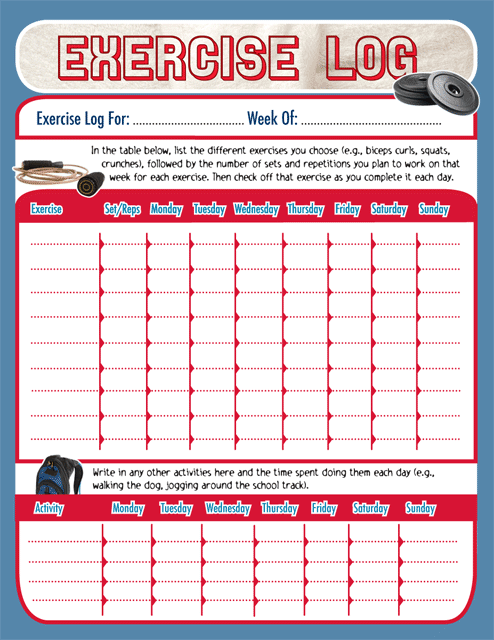 EXERCISE LOG
Exercise Log For: ................................ Week Of: ........................................
In the table below, list the different exercises you choose (e.g., biceps curls, squats,
crunches), followed by the number of sets and repetitions you plan to work on that
week for each exercise. Then check off that exercise as you complete it each day.
Exercise Set/Reps Monday Tuesday Wednesday Thursday Friday Saturday Sunday
Write in any other activities here and the time spent doing them each day (e.g.,
walking the dog, jogging around the school track).
Activity Monday Tuesday Wednesday Thursday Friday Saturday Sunday